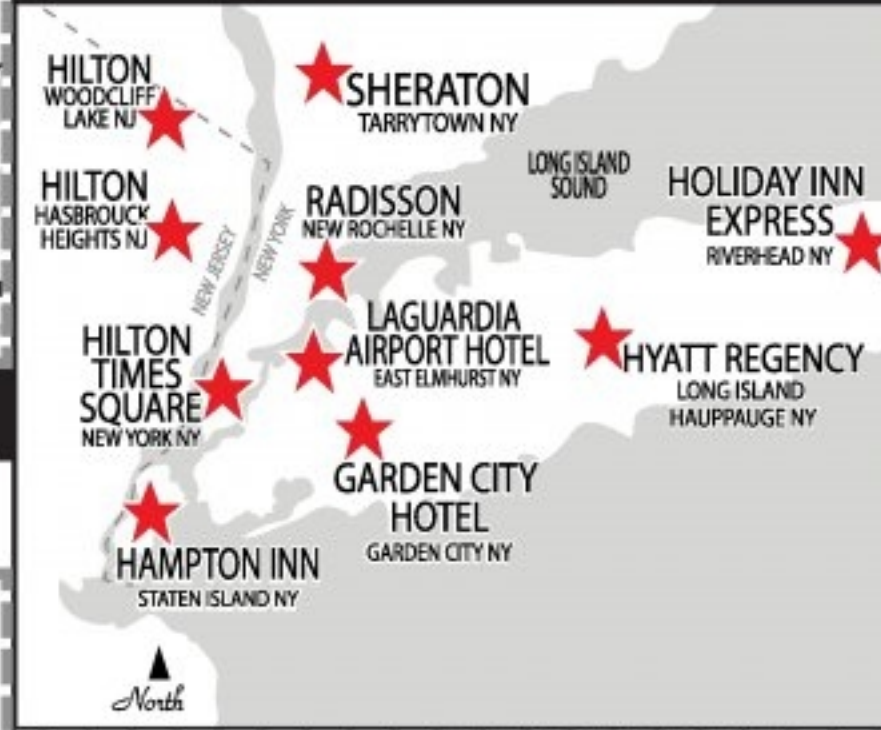 HILTON
WOODCLIFF
LAKE NJ
SHERATON
TARRYTOWN NY
LONG ISLAND
SOUND
HOLIDAY INN
EXPRESS
RIVERHEAD NY
HILTON
HASBROUCK
HEIGHTS NJ
RADISSON
NEW ROCHELLE NY
NEW JERSEY
NEW YORK
LAGUARDIA
AIRPORT HOTEL
EAST ELMHURST NY
HYATT REGENCY
LONG ISLAND
HAUPPAUGE NY
HILTON
TIMES
SQUARE
NEW YORK NY
GARDEN CITY
HOTEL
GARDEN CITY NY
HAMPTON INN
STATEN ISLAND NY
North